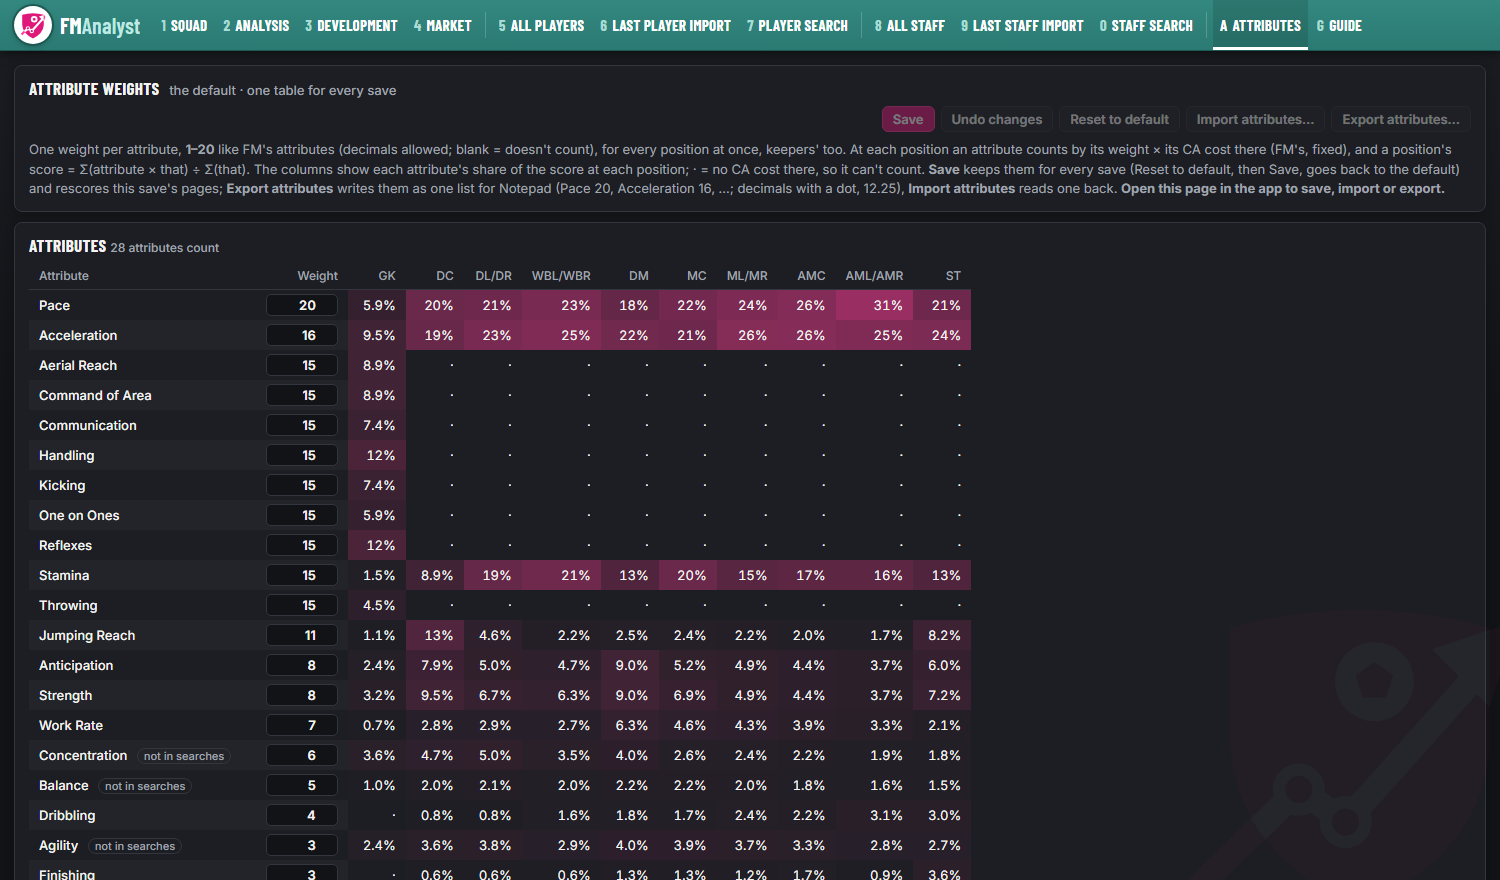 FMAnalyst 1 SQUAD 2 ANALYSIS 3 DEVELOPMENT 4 MARKET 5 ALL PLAYERS 6 LAST PLAYER IMPORT 7 PLAYER SEARCH 8 ALL STAFF 9 LAST STAFF IMPORT 0 STAFF SEARCH A ATTRIBUTES G GUIDE
ATTRIBUTE WEIGHTS the default · one table for every save
Save Undo changes Reset to default Import attributes... Export attributes...
One weight per attribute, 1–20 like FM's attributes (decimals allowed; blank = doesn't count), for every position at once, keepers' too. At each position an attribute counts by its weight × its CA cost there (FM's, fixed), and a position's
score = Σ(attribute × that) ÷ Σ(that). The columns show each attribute's share of the score at each position; · = no CA cost there, so it can't count. Save keeps them for every save (Reset to default, then Save, goes back to the default)
and rescores this save's pages; Export attributes writes them as one list for Notepad (Pace 20, Acceleration 16, ...; decimals with a dot, 12.25), Import attributes reads one back. Open this page in the app to save, import or export.
ATTRIBUTES 28 attributes count
Attribute Weight GK DC DL/DR WBL/WBR DM MC ML/MR AMC AML/AMR ST
Pace 20 5.9% 20% 21% 23% 18% 22% 24% 26% 31% 21%
Acceleration 16 9.5% 19% 23% 25% 22% 21% 26% 26% 25% 24%
Aerial Reach 15 8.9% · · · · · · · · ·
Command of Area 15 8.9% · · · · · · · · ·
Communication 15 7.4% · · · · · · · · ·
Handling 15 12% · · · · · · · · ·
Kicking 15 7.4% · · · · · · · · ·
One on Ones 15 5.9% · · · · · · · · ·
Reflexes 15 12% · · · · · · · · ·
Stamina 15 1.5% 8.9% 19% 21% 13% 20% 15% 17% 16% 13%
Throwing 15 4.5% · · · · · · · · ·
Jumping Reach 11 1.1% 13% 4.6% 2.2% 2.5% 2.4% 2.2% 2.0% 1.7% 8.2%
Anticipation 8 2.4% 7.9% 5.0% 4.7% 9.0% 5.2% 4.9% 4.4% 3.7% 6.0%
Strength 8 3.2% 9.5% 6.7% 6.3% 9.0% 6.9% 4.9% 4.4% 3.7% 7.2%
Work Rate 7 0.7% 2.8% 2.9% 2.7% 6.3% 4.6% 4.3% 3.9% 3.3% 2.1%
Concentration not in searches 6 3.6% 4.7% 5.0% 3.5% 4.0% 2.6% 2.4% 2.2% 1.9% 1.8%
Balance not in searches 5 1.0% 2.0% 2.1% 2.0% 2.2% 2.2% 2.0% 1.8% 1.6% 1.5%
Dribbling 4 · 0.8% 0.8% 1.6% 1.8% 1.7% 2.4% 2.2% 3.1% 3.0%
Agility not in searches 3 2.4% 3.6% 3.8% 2.9% 4.0% 3.9% 3.7% 3.3% 2.8% 2.7%
Finishing 3 · 0.6% 0.6% 0.6% 1.3% 1.3% 1.2% 1.7% 0.9% 3.6%